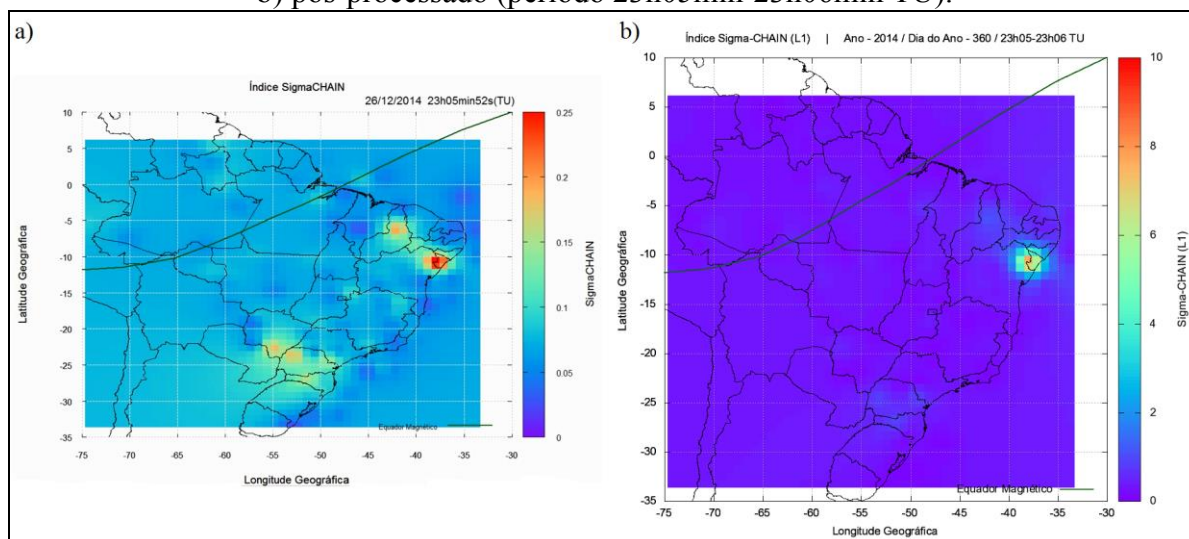 b) pós-processado (período 23h05min-23h06min TU).
a)
Índice SigmaCHAIN
26/12/2014 23h05min52s(TU)
10
5
0
-5
-10
-15
-20
-25
-30
-35
Latitude Geográfica
-75 -70 -65 -60 -55 -50 -45 -40 -35 -30
Longitude Geográfica
Equador Magnético
0.25
0.2
0.15
0.1
0.05
0
SigmaCHAIN
b)
Índice Sigma-CHAIN (L1) | Ano - 2014 / Dia do Ano - 360 / 23h05-23h06 TU
10
5
0
-5
-10
-15
-20
-25
-30
-35
Latitude Geográfica
-75 -70 -65 -60 -55 -50 -45 -40 -35 -30
Longitude Geográfica
Equador Magnético
10
8
6
4
2
0
Sigma-CHAIN (L1)